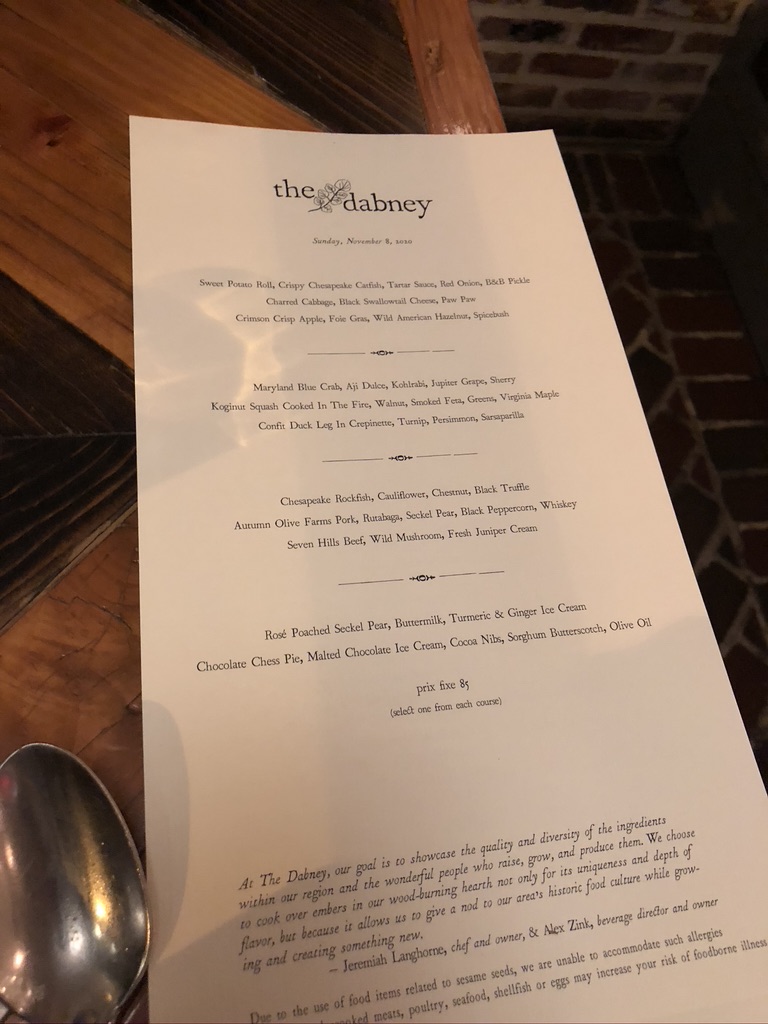 the dabney
Sunday, November 8, 2020
Sweet Potato Roll, Crispy Chesapeake Catfish, Tartar Sauce, Red Onion, B&B Pickle
Charred Cabbage, Black Swallowtail Cheese, Paw Paw
Crimson Crisp Apple, Foie Gras, Wild American Hazelnut, Spicebush
Maryland Blue Crab, Aji Dulce, Kohlrabi, Jupiter Grape, Sherry
Koginut Squash Cooked In The Fire, Walnut, Smoked Feta, Greens, Virginia Maple
Confit Duck Leg In Crepinette, Turnip, Persimmon, Sarsaparilla
Chesapeake Rockfish, Cauliflower, Chestnut, Black Truffle
Autumn Olive Farms Pork, Rutabaga, Seckel Pear, Black Peppercorn, Whiskey
Seven Hills Beef, Wild Mushroom, Fresh Juniper Cream
Rosé Poached Seckel Pear, Buttermilk, Turmeric & Ginger Ice Cream
Chocolate Chess Pie, Malted Chocolate Ice Cream, Cocoa Nibs, Sorghum Butterscotch, Olive Oil
prix fixe 85
(select one from each course)
At The Dabney, our goal is to showcase the quality and diversity of the ingredients
within our region and the wonderful people who raise, grow, and produce them. We choose
to cook over embers in our wood-burning hearth not only for its uniqueness and depth of
flavor, but because it allows us to give a nod to our area's historic food culture while grow-
ing and creating something new.
– Jeremiah Langhorne, chef and owner, & Alex Zink, beverage director and owner
Due to the use of food items related to sesame seeds, we are unable to accommodate such allergies
meats, poultry, seafood, shellfish or eggs may increase your risk of foodborne illness